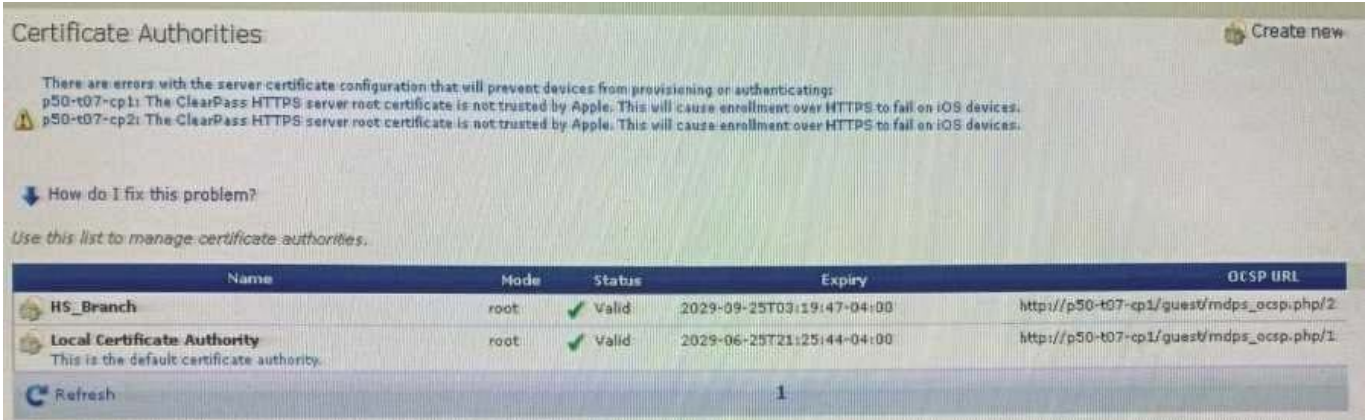 Certificate Authorities
Create new
There are errors with the server certificate configuration that will prevent devices from provisioning or authenticating:
p50-t07-cp1: The ClearPass HTTPS server root certificate is not trusted by Apple. This will cause enrollment over HTTPS to fail on iOS devices.
p50-t07-cp2: The ClearPass HTTPS server root certificate is not trusted by Apple. This will cause enrollment over HTTPS to fail on iOS devices.
How do I fix this problem?
Use this list to manage certificate authorities.
Name Mode Status Expiry OCSP URL
HS_Branch root Valid 2029-09-25T03:19:47-04:00 http://p50-t07-cp1/guest/mdps_ocsp.php/2
Local Certificate Authority root Valid 2029-06-25T21:25:44-04:00 http://p50-t07-cp1/guest/mdps_ocsp.php/1
This is the default certificate authority.
Refresh 1